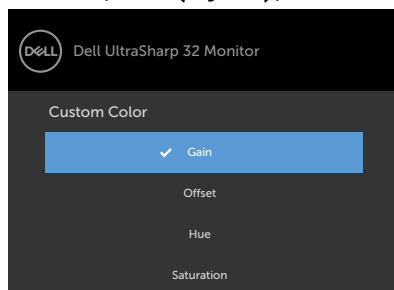 DELL
Dell UltraSharp 32 Monitor
Custom Color
Gain
Offset
Hue
Saturation